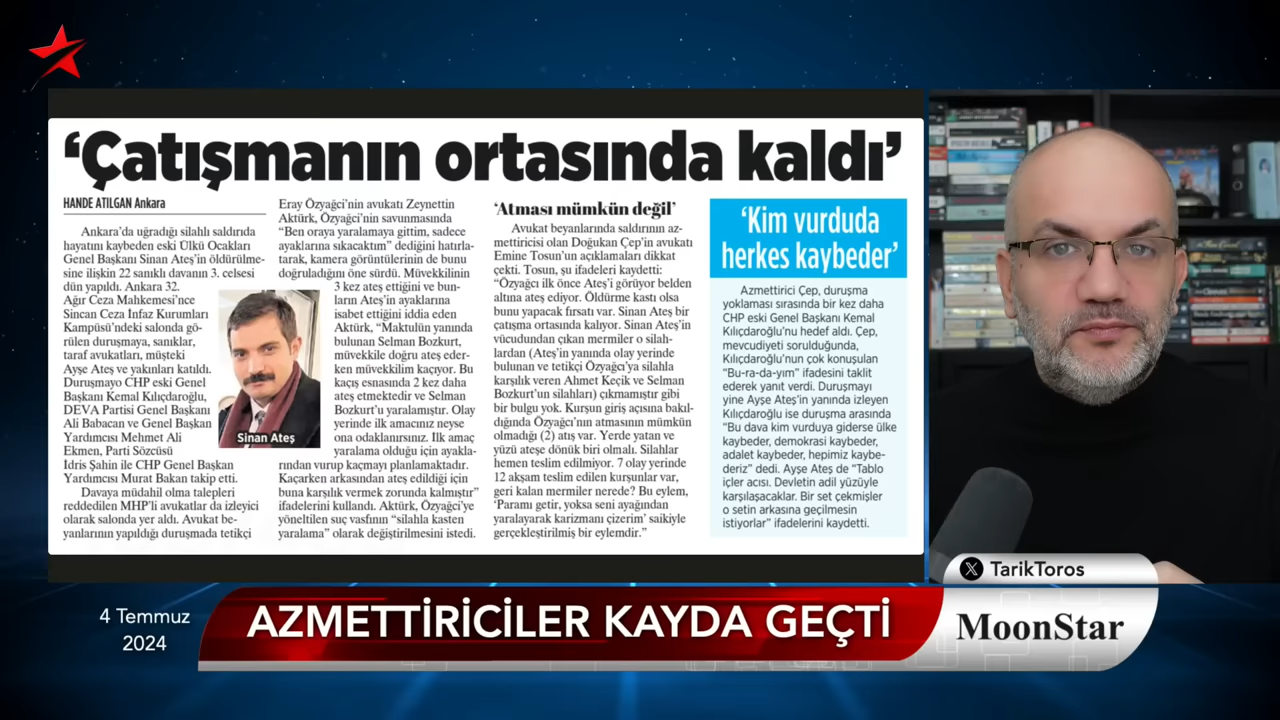 ‘Çatışmanın ortasında kaldı’
HANDE ATILGAN Ankara
Ankara’da uğradığı silahlı saldırıda
hayatını kaybeden eski Ülkü Ocakları
Genel Başkanı Sinan Ateş’in öldürülme-
sine ilişkin 22 sanıklı davanın 3. celsesi
dün yapıldı. Ankara 32.
Ağır Ceza Mahkemesi’nce
Sincan Ceza İnfaz Kurumları
Kampüsü’ndeki salonda gö-
rülen duruşmaya, sanıklar,
taraf avukatları, müşteki
Ayşe Ateş ve yakınları katıldı.
Duruşmayo CHP eski Genel
Başkanı Kemal Kılıçdaroğlu,
DEVA Partisi Genel Başkanı
Ali Babacan ve Genel Başkan
Yardımcısı Mehmet Ali
Ekmen, Parti Sözcüsü
İdris Şahin ile CHP Genel Başkan
Yardımcısı Murat Bakan takip etti.
Davaya müdahil olma talepleri
reddedilen MHP’li avukatlar da izleyici
olarak salonda yer aldı. Avukat be-
yanlarının yapıldığı duruşmada tetikçi
Sinan Ateş
Eray Özyağci’nin avukatı Zeynettin
Aktürk, Özyağci’nin savunmasında
“Ben oraya yaralamaya gittim, sadece
ayaklarına sıkacaktım” dediğini hatırla-
tarak, kamera görüntülerinin de bunu
doğruladığını öne sürdü. Müvekkilinin
3 kez ateş ettiğini ve bun-
ların Ateş’in ayaklarına
isabet ettiğini iddia eden
Aktürk, “Maktulün yanında
bulunan Selman Bozkurt,
müvekkile doğru ateş eder-
ken müvekkilim kaçıyor. Bu
kaçış esnasında 2 kez daha
ateş etmektedir ve Selman
Bozkurt’u yaralamıştır. Olay
yerinde ilk amacınız neyse
ona odaklanırsınız. İlk amaç
yaralama olduğu için ayakla-
rından vurup kaçmayı planlamaktadır.
Kaçarken arkasından ateş edildiği için
buna karşılık vermek zorunda kalmıştır”
ifadelerini kullandı. Aktürk, Özyağci’ye
yöneltilen suç vasfının “silahla kasten
yaralama” olarak değiştirilmesini istedi.
‘Atması mümkün değil’
Avukat beyanlarında saldırının az-
mettiricisi olan Doğukan Çep’in avukatı
Emine Tosun’un açıklamaları dikkat
çekti. Tosun, şu ifadeleri kaydetti:
“Özyağci ilk önce Ateş’i görüyor belden
altına ateş ediyor. Öldürme kastı olsa
bunu yapacak fırsatı var. Sinan Ateş bir
çatışma ortasında kalıyor. Sinan Ateş’in
vücudundan çıkan mermiler o silah-
lardan (Ateş’in yanında olay yerinde
bulunan ve tetikçi Özyağcı’ya silahla
karşılık veren Ahmet Keçik ve Selman
Bozkurt’un silahları) çıkmamıştır gibi
bir bulgu yok. Kurşun giriş açısına bakıl-
dığında Özyağcı’nın atmasının mümkün
olmadığı (2) atış var. Yerde yatan ve
yüzü ateşe dönük biri olmalı. Silahlar
hemen teslim edilmiyor. 7 olay yerinde
12 akşam teslim edilen kurşunlar var,
geri kalan mermiler nerede? Bu eylem,
‘Paramı getir, yoksa seni ayağından
yaralayarak karizmanı çizerim’ saikiyle
gerçekleştirilmiş bir eylemdir.”
‘Kim vurduda
herkes kaybeder’
Azmettirici Çep, duruşma
yoklaması sırasında bir kez daha
CHP eski Genel Başkanı Kemal
Kılıçdaroğlu’nu hedef aldı. Çep,
mevcudiyeti sorulduğunda,
Kılıçdaroğlu’nun çok konuşulan
“Bu-ra-da-yım” ifadesini taklit
ederek yanıt verdi. Duruşmayı
yine Ayşe Ateş’in yanında izleyen
Kılıçdaroğlu ise duruşma arasında
“Bu dava kim vurduya giderse ülke
kaybeder, demokrasi kaybeder,
adalet kaybeder, hepimiz kaybe-
deriz” dedi. Ayşe Ateş de “Tablo
içler acısı. Devletin adil yüzüyle
karşılaşacaklar. Bir set çekmişler
o setin arkasına geçilmesin
istiyorlar” ifadelerini kaydetti.
X TarikToros
4 Temmuz
2024
AZMETTİRİCİLER KAYDA GEÇTİ
MoonStar